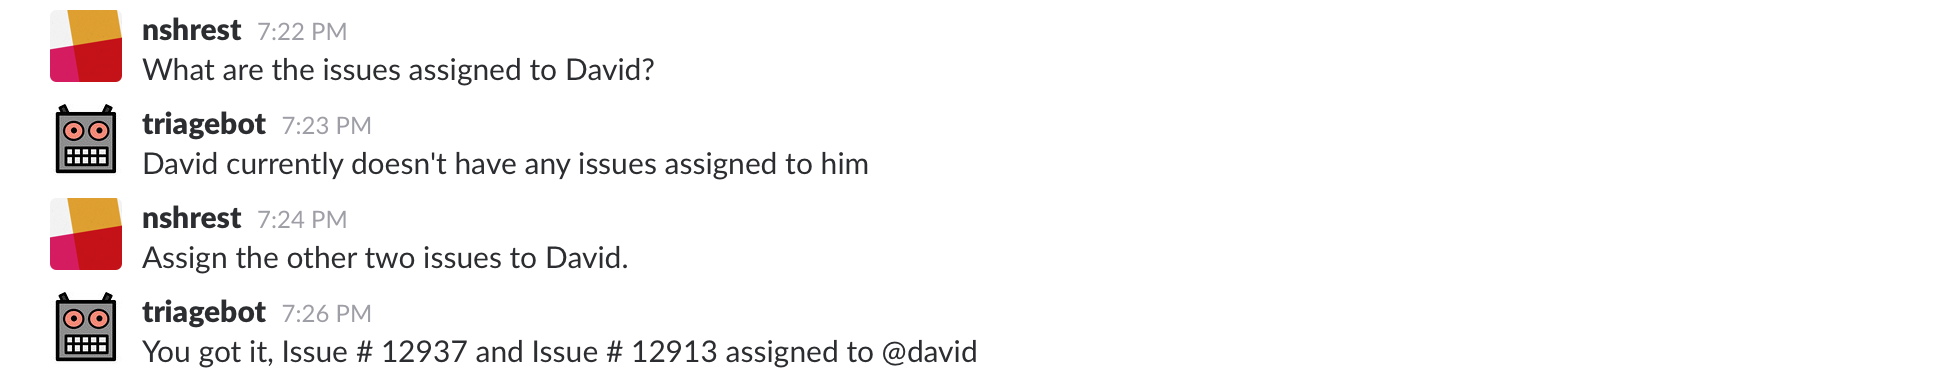 nshrest 7:22 PM
What are the issues assigned to David?
triagebot 7:23 PM
David currently doesn't have any issues assigned to him
nshrest 7:24 PM
Assign the other two issues to David.
triagebot 7:26 PM
You got it, Issue # 12937 and Issue # 12913 assigned to @david